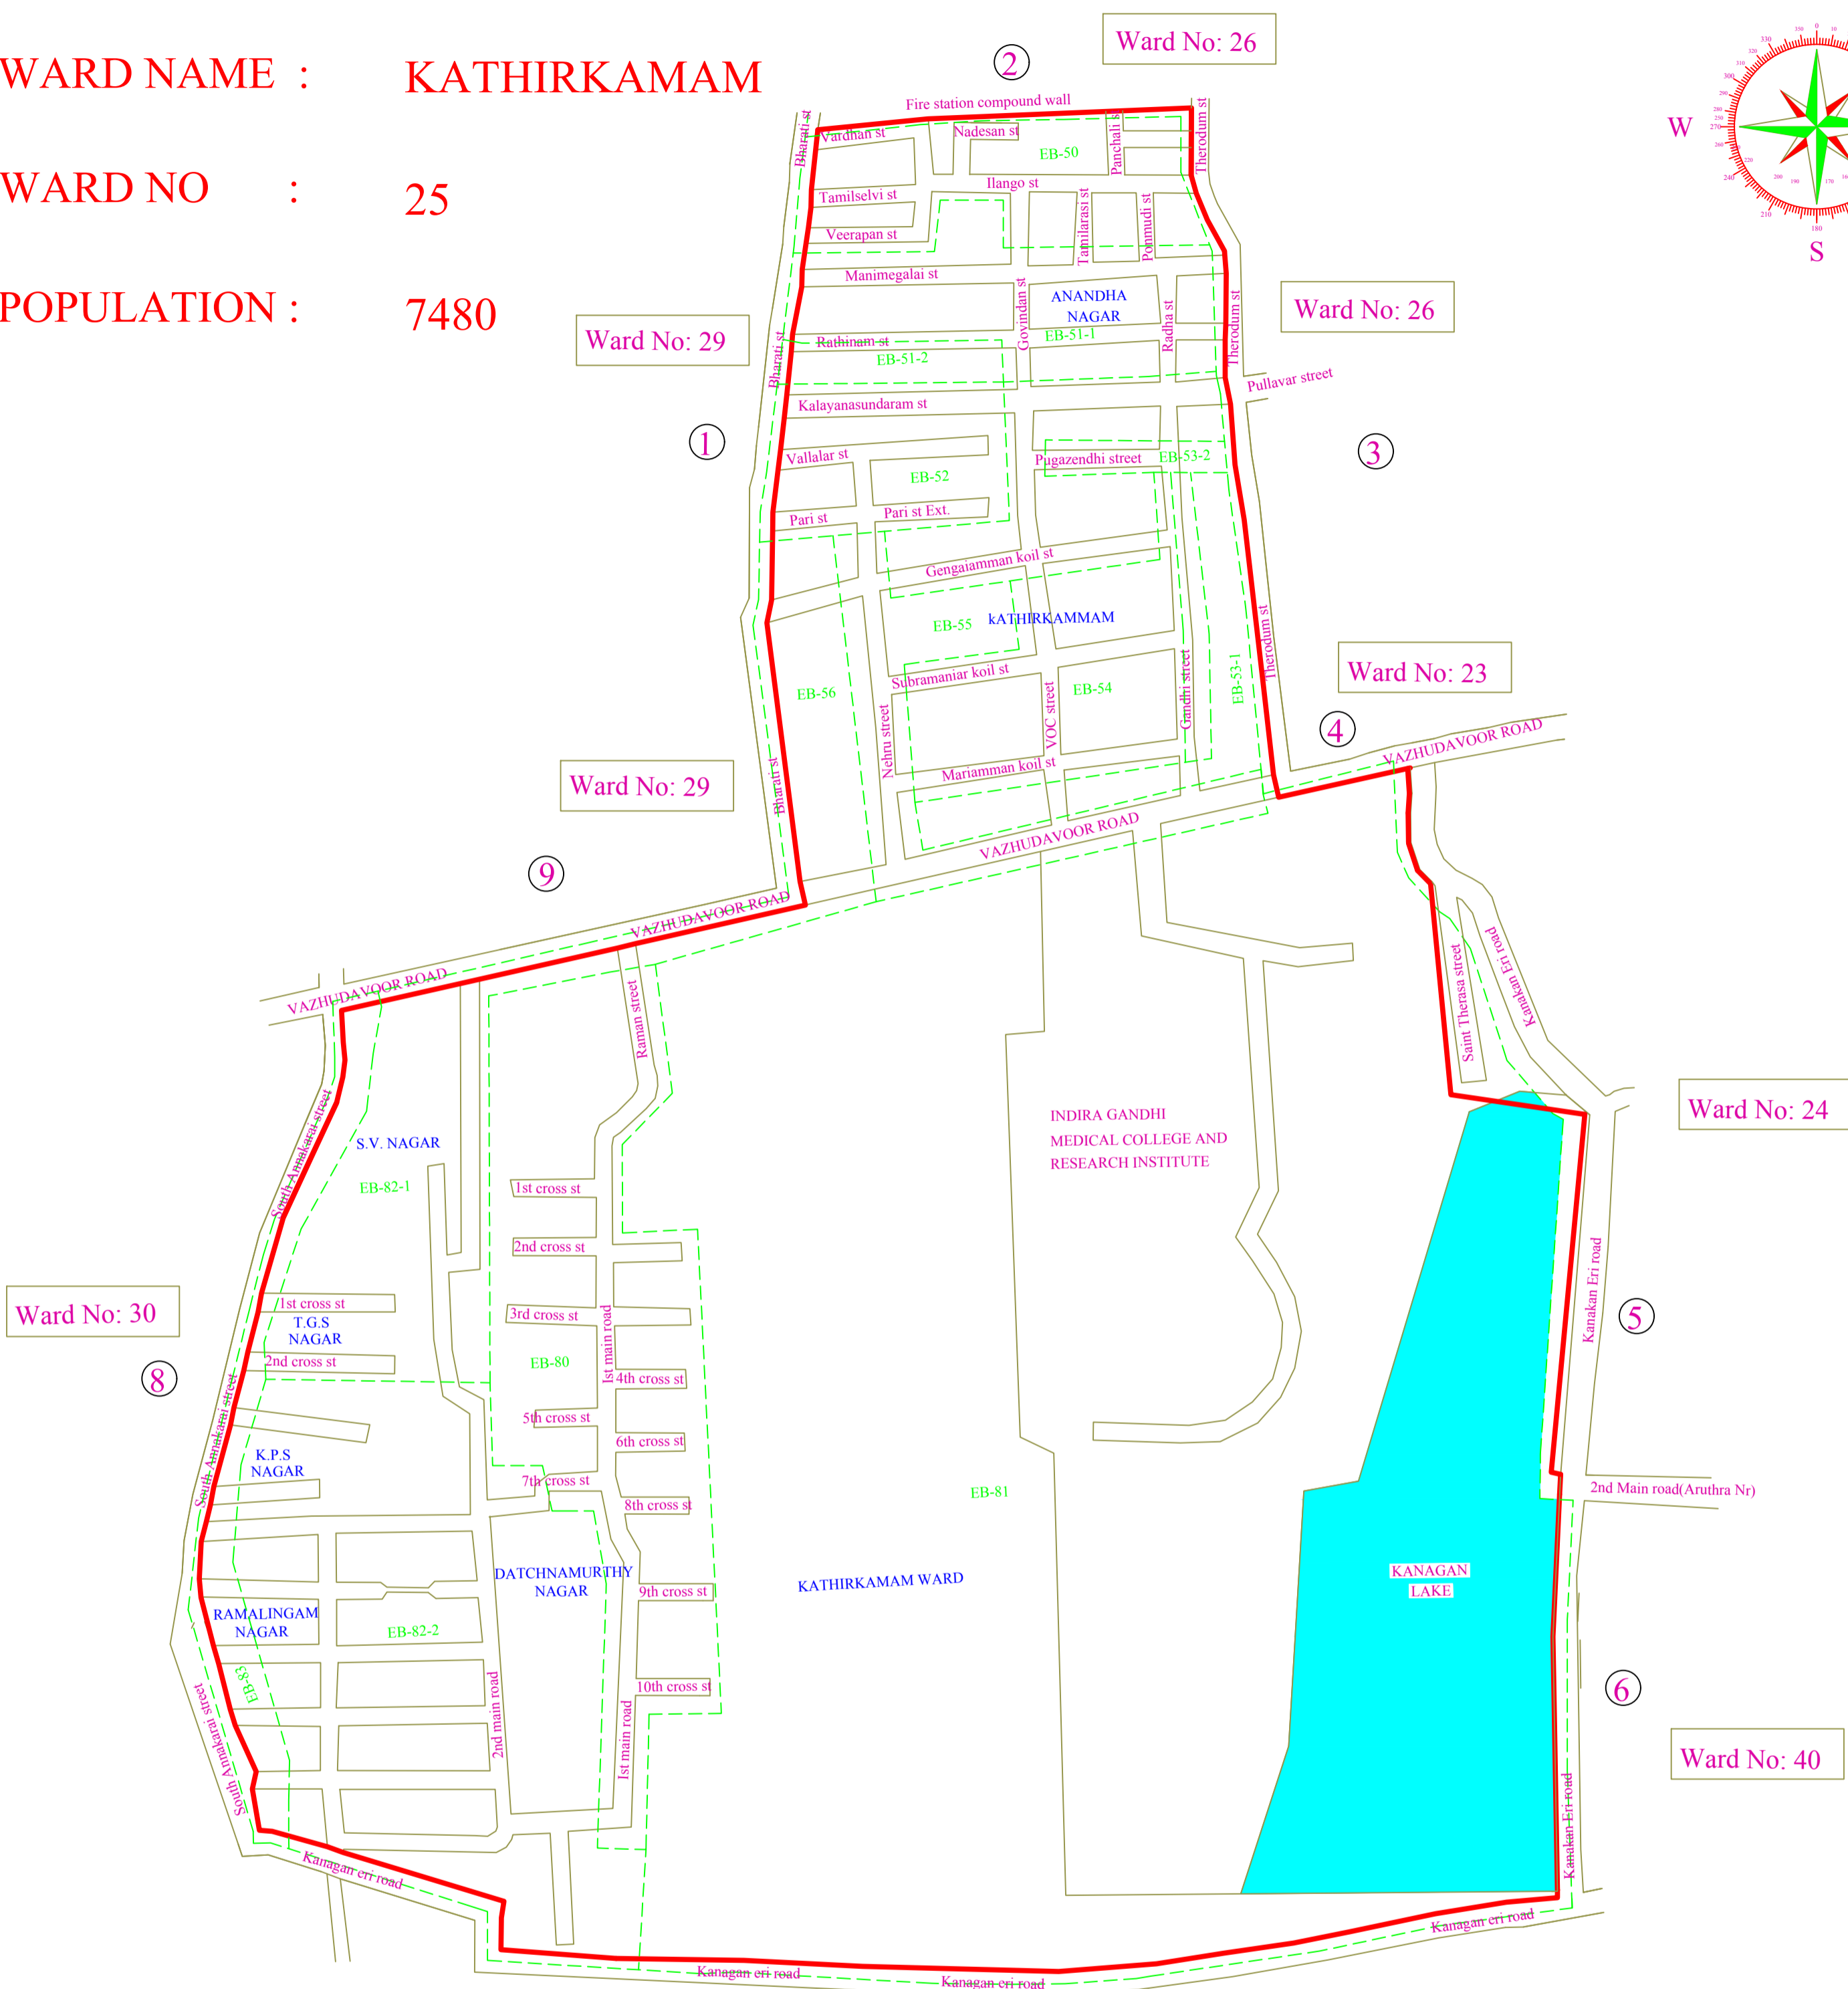 WARD NAME : KATHIRKAMAM
WARD NO : 25
POPULATION : 7480
Ward No: 26
2
W
S
Fire station compound wall
Bharati st
Vardhan st
Nadesan st
Panchali st
Therodum st
EB-50
Ilango st
Tamilselvi st
Tamilarasi st
Ponmudi st
Veerapan st
Manimegalai st
Govindan st
ANANDHA
NAGAR
Radha st
Therodum st
Ward No: 26
Ward No: 29
Bharati st
Rathinam st
EB-51-1
EB-51-2
Pullavar street
Kalayanasundaram st
1
3
Vallalar st
Pugazendhi street
EB-53-2
EB-52
Pari st
Pari st Ext.
Gengaiamman koil st
EB-55
kATHIRKAMMAM
Therodum st
Subramaniar koil st
EB-56
EB-54
EB-53-1
Gandhi street
VOC street
Nehru street
Ward No: 23
4
VAZHUDAVOOR ROAD
Mariamman koil st
Bharati st
Ward No: 29
VAZHUDAVOOR ROAD
9
VAZHUDAVOOR ROAD
VAZHUDAVOOR ROAD
Raman street
Saint Therasa street
Kanakan Eri road
INDIRA GANDHI
MEDICAL COLLEGE AND
RESEARCH INSTITUTE
Ward No: 24
South Annakarai street
S.V. NAGAR
EB-82-1
1st cross st
2nd cross st
3rd cross st
Ist main road
EB-80
4th cross st
5th cross st
6th cross st
7th cross st
8th cross st
Ward No: 30
8
1st cross st
T.G.S
NAGAR
2nd cross st
South Annakarai street
K.P.S
NAGAR
Kanakan Eri road
5
2nd Main road(Aruthra Nr)
EB-81
DATCHNAMURTHY
NAGAR
KATHIRKAMAM WARD
KANAGAN
LAKE
9th cross st
RAMALINGAM
NAGAR
EB-82-2
EB-83
10th cross st
2nd main road
Ist main road
South Annakarai street
6
Ward No: 40
Kanakan Eri road
Kanagan eri road
Kanagan eri road
Kanagan eri road
Kanagan eri road